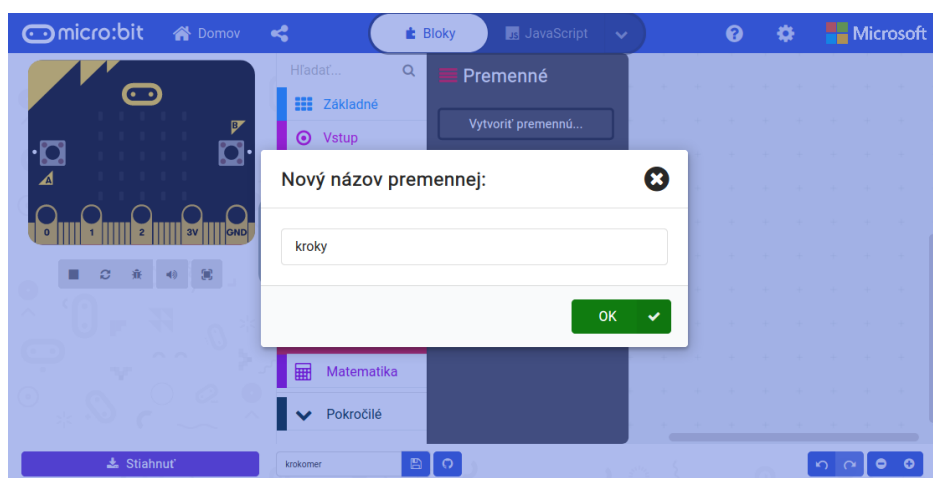 micro:bit Domov Bloky JavaScript Microsoft
Hľadať...
Premenné
Základné
Vytvoriť premennú...
Vstup
Nový názov premennej:
kroky
OK
Matematika
Pokročilé
Stiahnuť
krokomer
A
B
0 1 2 3V GND